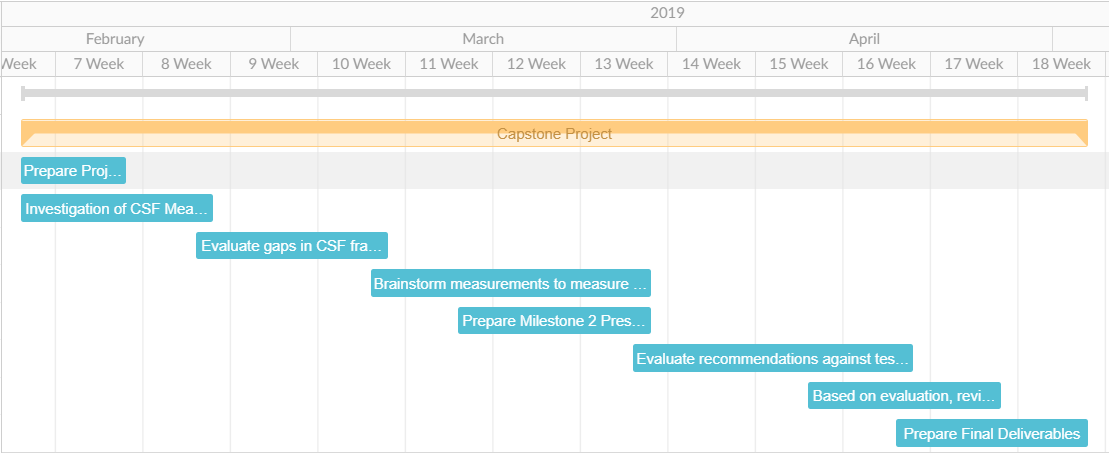 2019
February March April
Week 7 Week 8 Week 9 Week 10 Week 11 Week 12 Week 13 Week 14 Week 15 Week 16 Week 17 Week 18 Week
Capstone Project
Prepare Proj...
Investigation of CSF Mea...
Evaluate gaps in CSF fra...
Brainstorm measurements to measure ...
Prepare Milestone 2 Pres...
Evaluate recommendations against tes...
Based on evaluation, revi...
Prepare Final Deliverables